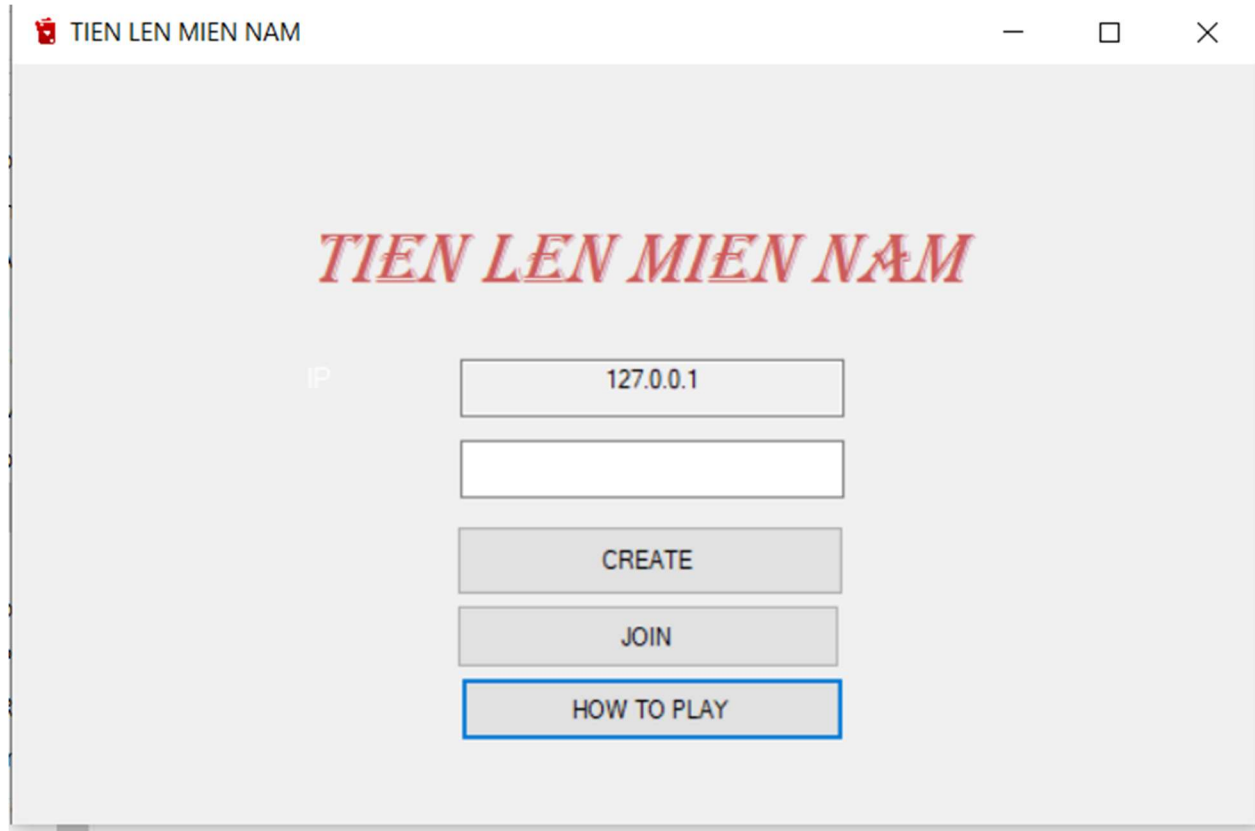 TIEN LEN MIEN NAM
TIEN LEN MIEN NAM
IP
127.0.0.1
CREATE
JOIN
HOW TO PLAY